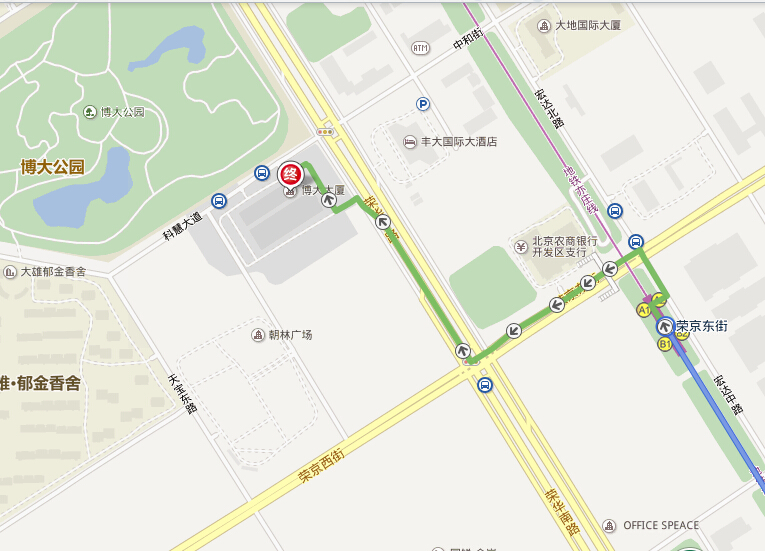 大地国际大厦
中和街
ATM
宏达北路
P
博大公园
丰大国际大酒店
博大公园
终
博大大厦
地铁亦庄线
科慧大道
北京农商银行
开发区支行
大雄郁金香舍
A1
荣京东街
朝林广场
B1
B2
雄·郁金香舍
天宝东路
宏达中路
荣京西街
荣华南路
OFFICE SPEACE